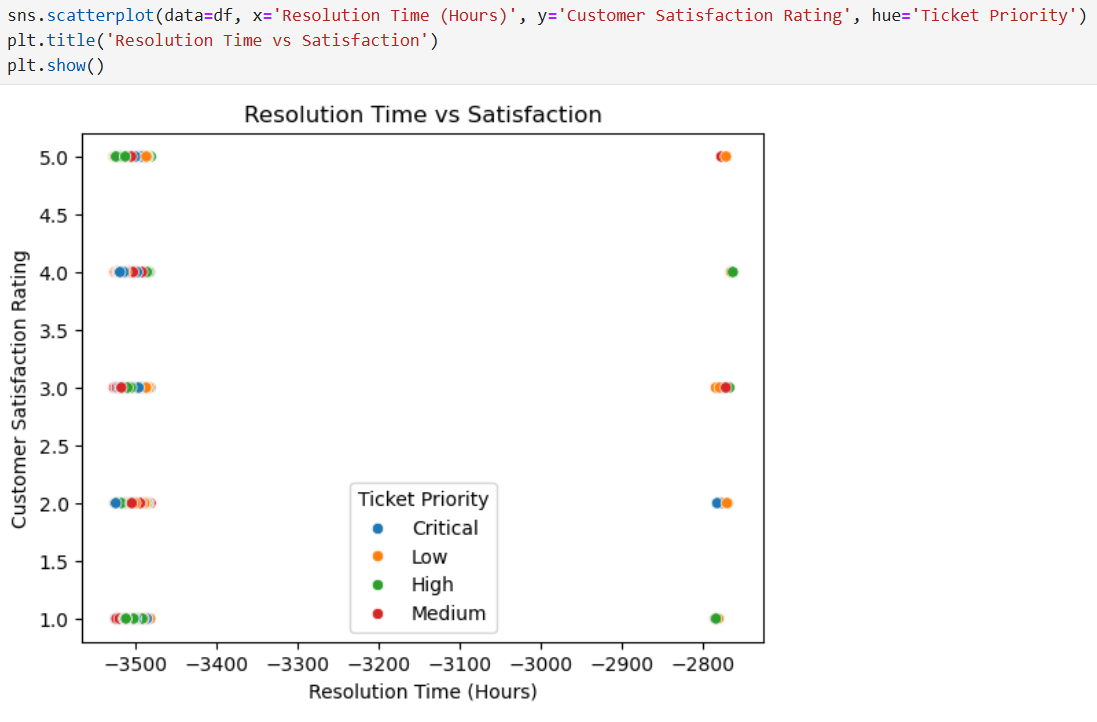 sns.scatterplot(data=df, x='Resolution Time (Hours)', y='Customer Satisfaction Rating', hue='Ticket Priority')
plt.title('Resolution Time vs Satisfaction')
plt.show()
Resolution Time vs Satisfaction
Customer Satisfaction Rating
5.0
4.5
4.0
3.5
3.0
2.5
2.0
1.5
1.0
Ticket Priority
Critical
Low
High
Medium
−3500 −3400 −3300 −3200 −3100 −3000 −2900 −2800
Resolution Time (Hours)